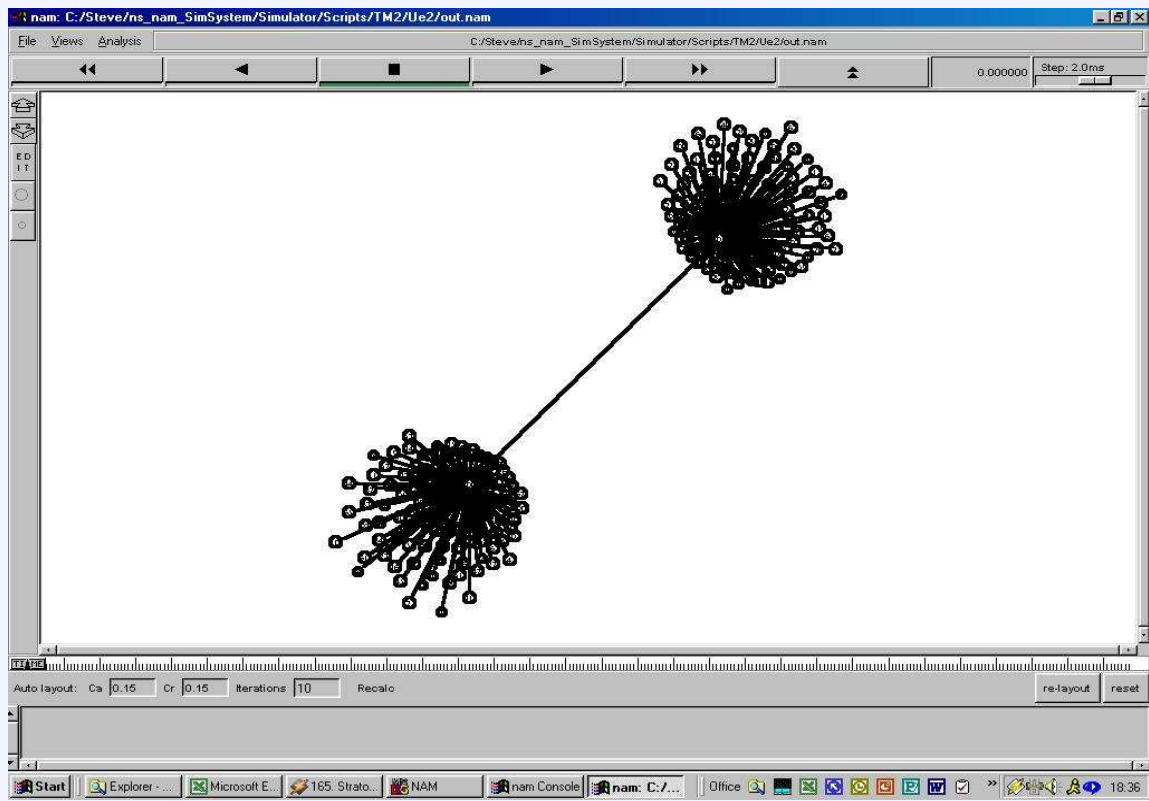 nam: C:/Steve/ns_nam_SimSystem/Simulator/Scripts/TM2/Ue2/out.nam
File Views Analysis C:/Steve/ns_nam_SimSystem/Simulator/Scripts/TM2/Ue2/out.nam
0.000000 Step: 2.0ms
ED
IT
TIME
Auto layout: Ca 0.15 Cr 0.15 Iterations 10 Recalc re-layout reset
Start Explorer - ... Microsoft E... 165. Strato... NAM nam Console nam: C:/... Office » 18:36